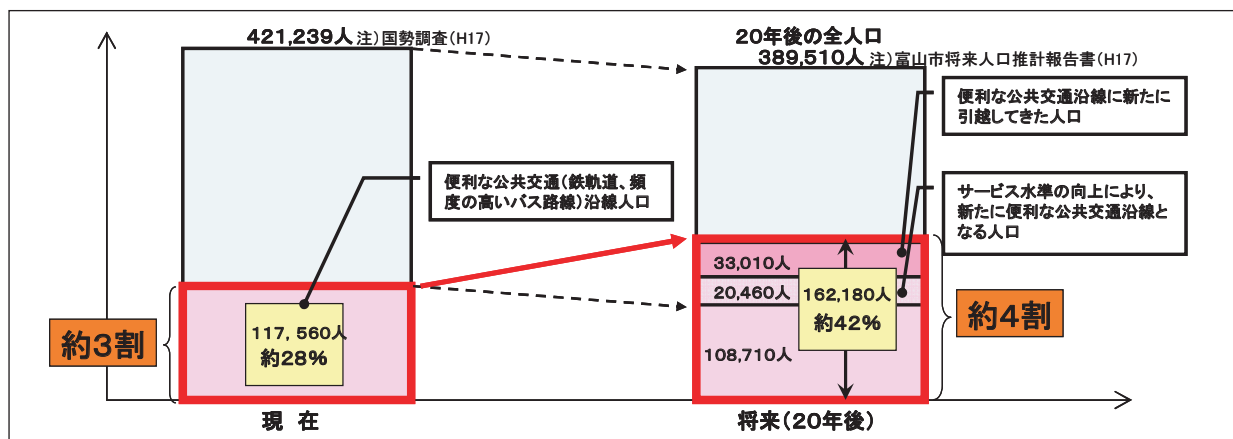 421,239人 注)国勢調査(H17)
20年後の全人口
389,510人 注)富山市将来人口推計報告書(H17)
便利な公共交通沿線に新たに
引越してきた人口
便利な公共交通(鉄軌道、頻
度の高いバス路線)沿線人口
サービス水準の向上により、
新たに便利な公共交通沿線と
なる人口
33,010人
20,460人
162,180人
約42%
108,710人
約3割
117,560人
約28%
約4割
現 在
将来(20年後)